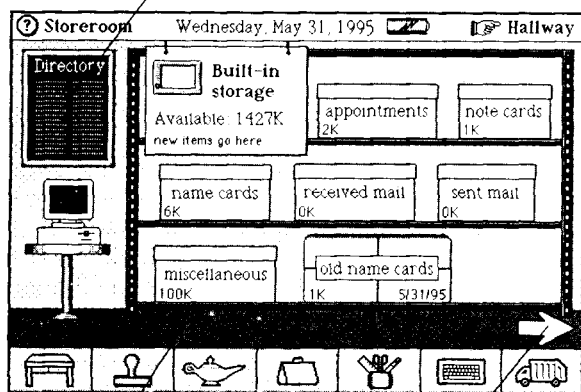 ? Storeroom Wednesday, May 31, 1995 Hallway
Directory
Built-in
storage
Available: 1427K
new items go here
appointments
2K
note cards
1K
name cards
6K
received mail
0K
sent mail
0K
miscellaneous
100K
old name cards
1K 5/31/95